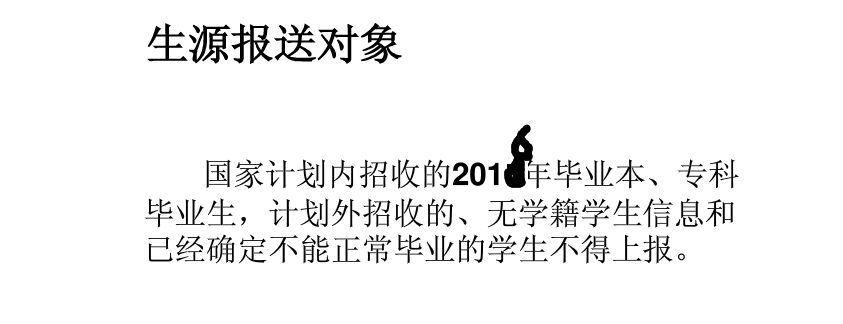 生源报送对象
国家计划内招收的2016年毕业本、专科
毕业生，计划外招收的、无学籍学生信息和
已经确定不能正常毕业的学生不得上报。